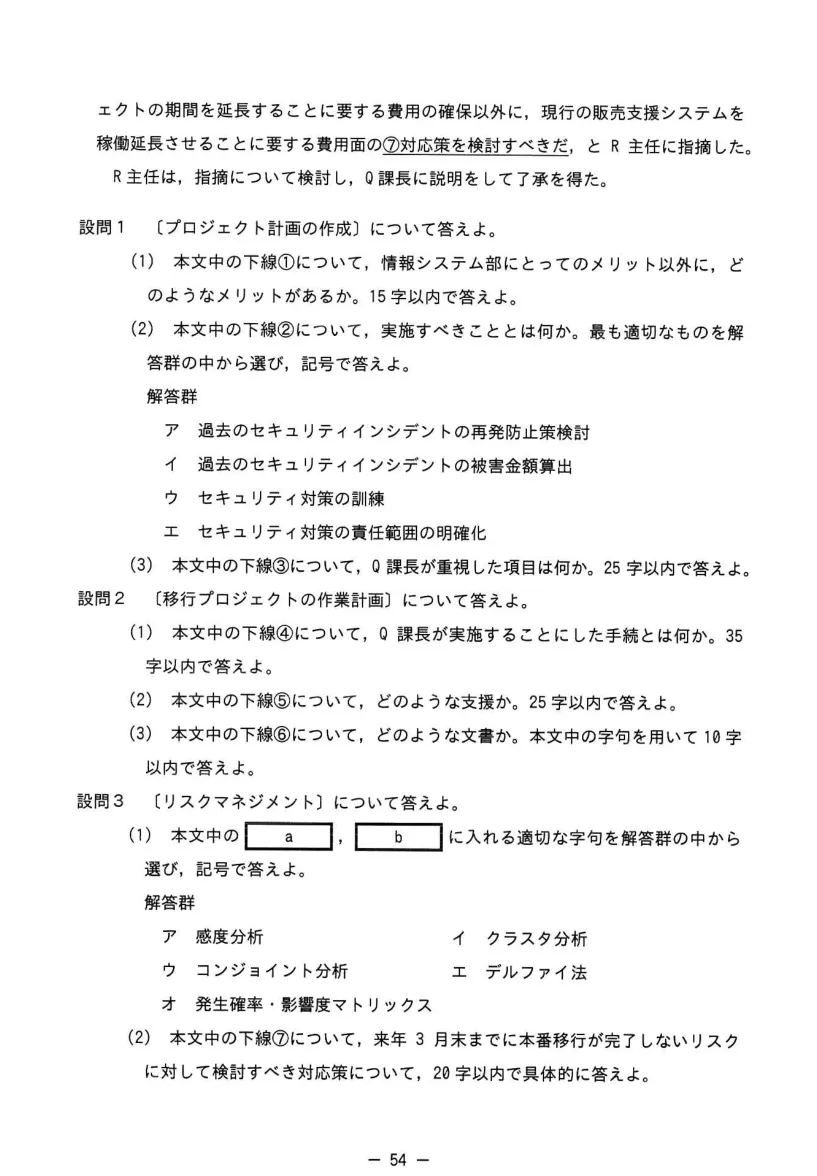 ェクトの期間を延長することに要する費用の確保以外に，現行の販売支援システムを
稼働延長させることに要する費用面の⑦対応策を検討すべきだ，と R 主任に指摘した。
R 主任は，指摘について検討し，Q 課長に説明をして了承を得た。
設問1 〔プロジェクト計画の作成〕について答えよ。
(1) 本文中の下線①について，情報システム部にとってのメリット以外に，ど
のようなメリットがあるか。15 字以内で答えよ。
(2) 本文中の下線②について，実施すべきこととは何か。最も適切なものを解
答群の中から選び，記号で答えよ。
解答群
ア 過去のセキュリティインシデントの再発防止策検討
イ 過去のセキュリティインシデントの被害金額算出
ウ セキュリティ対策の訓練
エ セキュリティ対策の責任範囲の明確化
(3) 本文中の下線③について，Q 課長が重視した項目は何か。25 字以内で答えよ。
設問2 〔移行プロジェクトの作業計画〕について答えよ。
(1) 本文中の下線④について，Q 課長が実施することにした手続とは何か。35
字以内で答えよ。
(2) 本文中の下線⑤について，どのような支援か。25 字以内で答えよ。
(3) 本文中の下線⑥について，どのような文書か。本文中の字句を用いて 10 字
以内で答えよ。
設問3 〔リスクマネジメント〕について答えよ。
(1) 本文中の a ， b に入れる適切な字句を解答群の中から
選び，記号で答えよ。
解答群
ア 感度分析 イ クラスタ分析
ウ コンジョイント分析 エ デルファイ法
オ 発生確率・影響度マトリックス
(2) 本文中の下線⑦について，来年 3 月末までに本番移行が完了しないリスク
に対して検討すべき対応策について，20 字以内で具体的に答えよ。
— 54 —